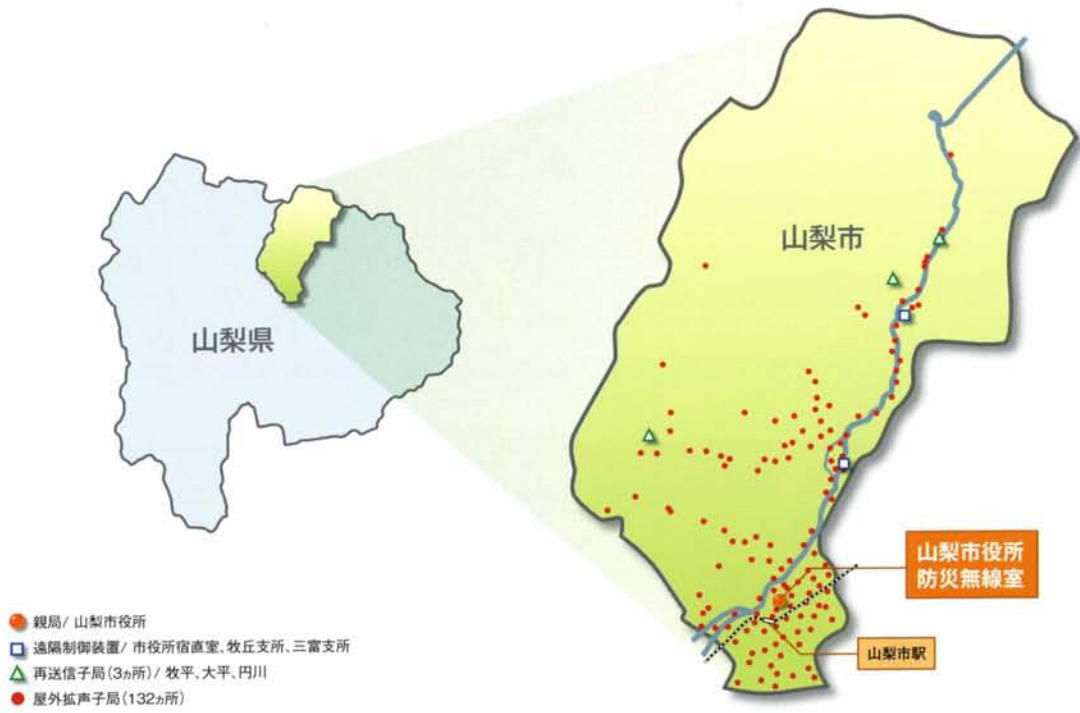 山梨県
山梨市
山梨市役所
防災無線室
山梨市駅
親局/ 山梨市役所
遠隔制御装置/ 市役所宿直室、牧丘支所、三富支所
再送信子局(3ヵ所)/ 牧平、大平、円川
屋外拡声子局(132ヵ所)